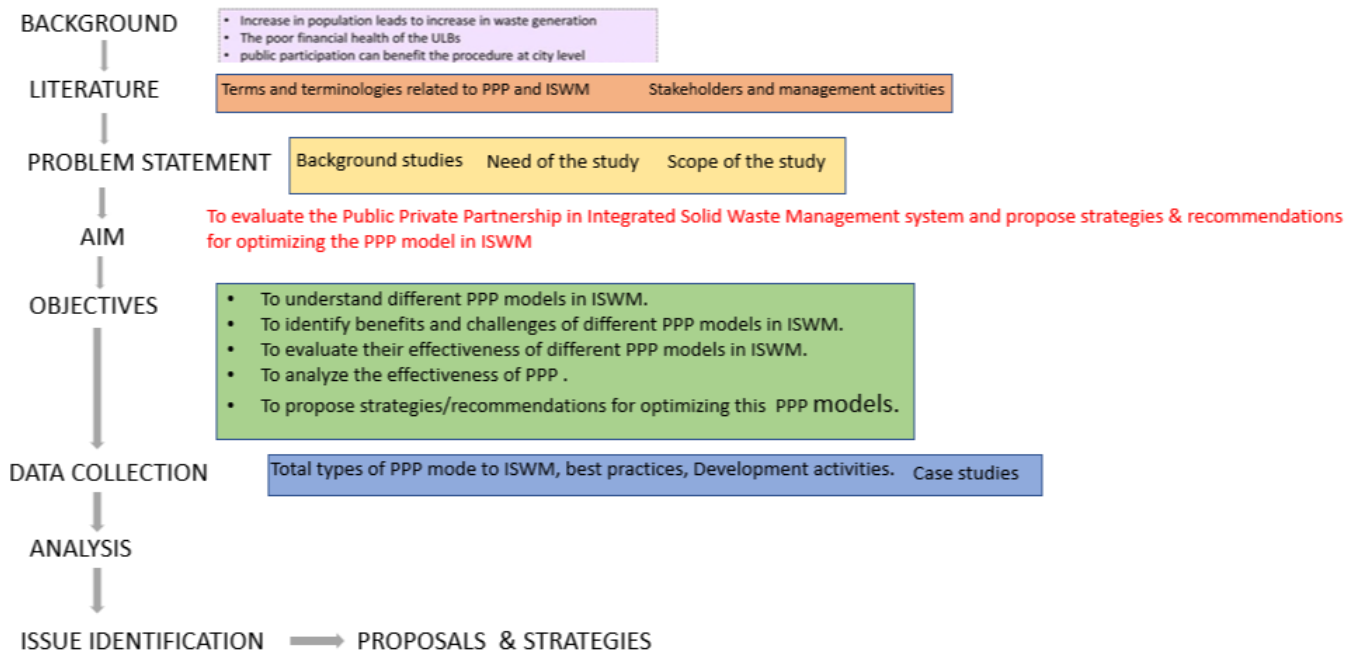 BACKGROUND
• Increase in population leads to increase in waste generation
• The poor financial health of the ULBs
• public participation can benefit the procedure at city level
LITERATURE
Terms and terminologies related to PPP and ISWM Stakeholders and management activities
PROBLEM STATEMENT
Background studies Need of the study Scope of the study
AIM
To evaluate the Public Private Partnership in Integrated Solid Waste Management system and propose strategies & recommendations
for optimizing the PPP model in ISWM
OBJECTIVES
• To understand different PPP models in ISWM.
• To identify benefits and challenges of different PPP models in ISWM.
• To evaluate their effectiveness of different PPP models in ISWM.
• To analyze the effectiveness of PPP .
• To propose strategies/recommendations for optimizing this PPP models.
DATA COLLECTION
Total types of PPP mode to ISWM, best practices, Development activities. Case studies
ANALYSIS
ISSUE IDENTIFICATION PROPOSALS & STRATEGIES